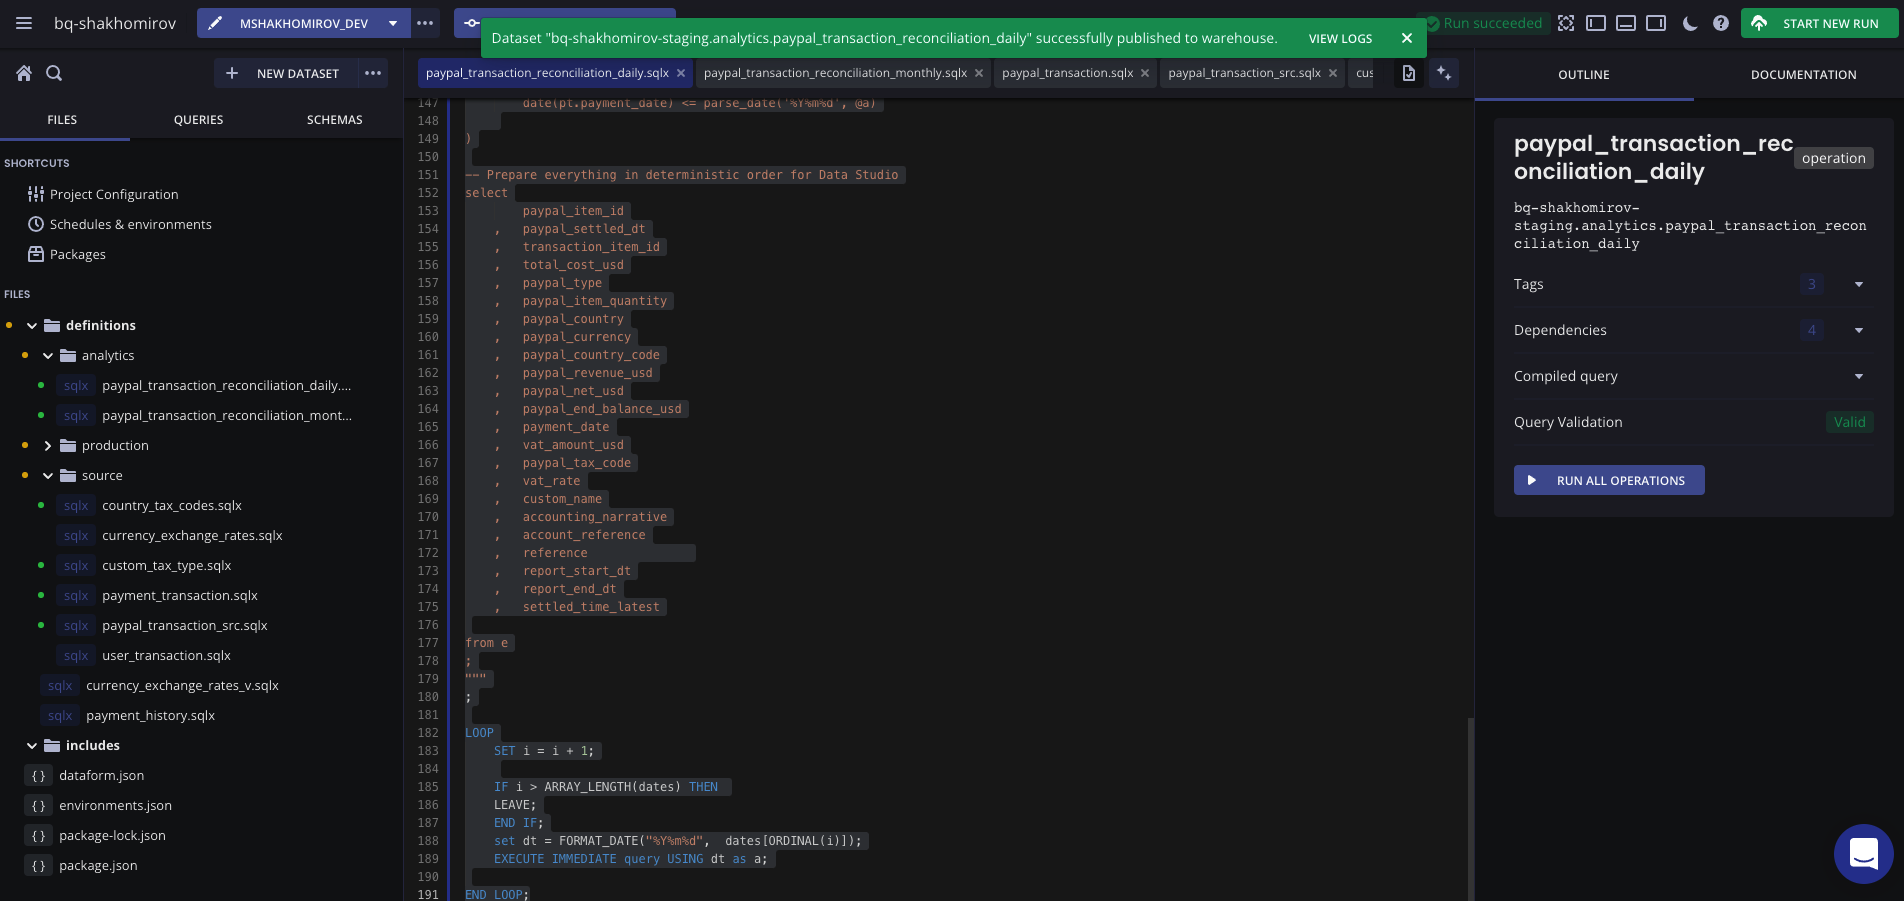 bq-shakhomirov
MSHAKHOMIROV_DEV
Dataset "bq-shakhomirov-staging.analytics.paypal_transaction_reconciliation_daily" successfully published to warehouse.
VIEW LOGS
Run succeeded
START NEW RUN
NEW DATASET
FILES
QUERIES
SCHEMAS
SHORTCUTS
Project Configuration
Schedules & environments
Packages
FILES
definitions
analytics
sqlx paypal_transaction_reconciliation_daily....
sqlx paypal_transaction_reconciliation_mont...
production
source
sqlx country_tax_codes.sqlx
sqlx currency_exchange_rates.sqlx
sqlx custom_tax_type.sqlx
sqlx payment_transaction.sqlx
sqlx paypal_transaction_src.sqlx
sqlx user_transaction.sqlx
sqlx currency_exchange_rates_v.sqlx
sqlx payment_history.sqlx
includes
{} dataform.json
{} environments.json
{} package-lock.json
{} package.json
paypal_transaction_reconciliation_daily.sqlx
paypal_transaction_reconciliation_monthly.sqlx
paypal_transaction.sqlx
paypal_transaction_src.sqlx
cus
147 date(pt.payment_date) <= parse_date('%Y%m%d', @a)
148
149 )
150
151 -- Prepare everything in deterministic order for Data Studio
152 select
153 paypal_item_id
154 , paypal_settled_dt
155 , transaction_item_id
156 , total_cost_usd
157 , paypal_type
158 , paypal_item_quantity
159 , paypal_country
160 , paypal_currency
161 , paypal_country_code
162 , paypal_revenue_usd
163 , paypal_net_usd
164 , paypal_end_balance_usd
165 , payment_date
166 , vat_amount_usd
167 , paypal_tax_code
168 , vat_rate
169 , custom_name
170 , accounting_narrative
171 , account_reference
172 , reference
173 , report_start_dt
174 , report_end_dt
175 , settled_time_latest
176
177 from e
178 ;
179 """
180 ;
181
182 LOOP
183 SET i = i + 1;
184
185 IF i > ARRAY_LENGTH(dates) THEN
186 LEAVE;
187 END IF;
188 set dt = FORMAT_DATE("%Y%m%d", dates[ORDINAL(i)]);
189 EXECUTE IMMEDIATE query USING dt as a;
190
191 END LOOP;
OUTLINE
DOCUMENTATION
paypal_transaction_rec
onciliation_daily
operation
bq-shakhomirov-
staging.analytics.paypal_transaction_recon
ciliation_daily
Tags 3
Dependencies 4
Compiled query
Query Validation Valid
RUN ALL OPERATIONS